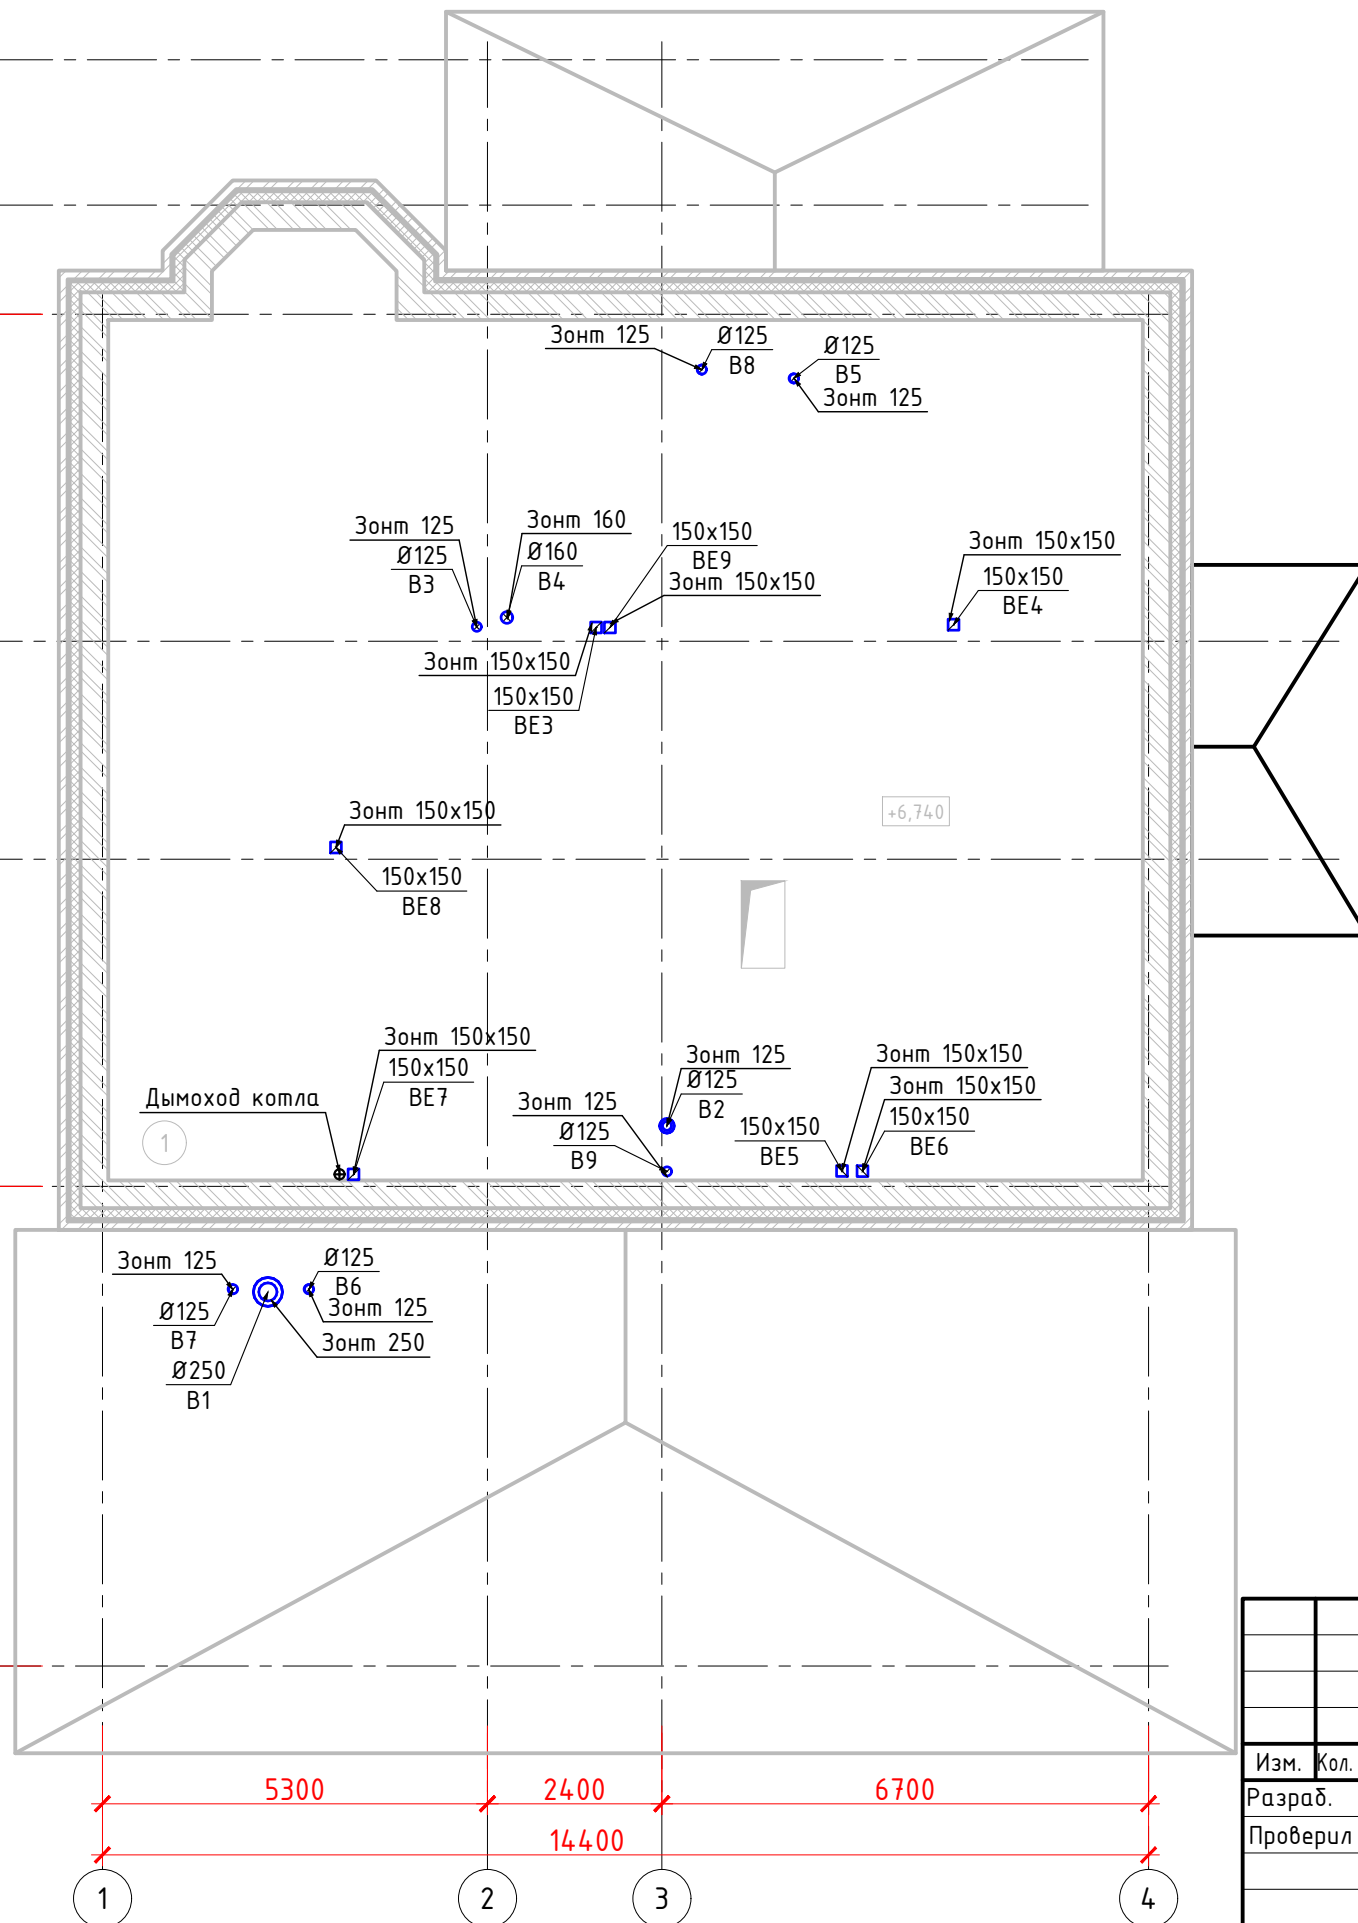 Зонт 125
Ø125
В8
Ø125
В5
Зонт 125
Зонт 125
Ø125
В3
Зонт 160
Ø160
В4
150x150
ВЕ9
Зонт 150x150
Зонт 150x150
150x150
ВЕ4
Зонт 150x150
150x150
ВЕ3
Зонт 150x150
150x150
ВЕ8
+6,740
Зонт 150x150
150x150
ВЕ7
Дымоход котла
1
Зонт 125
Ø125
В2
Зонт 125
Ø125
В9
Зонт 150x150
Зонт 150x150
150x150
ВЕ5
150x150
ВЕ6
Зонт 125
Ø125
В7
Ø125
В6
Зонт 125
Зонт 250
Ø250
В1
Изм. Кол.
Разраб.
Проверил
5300 2400 6700
14400
1 2 3 4